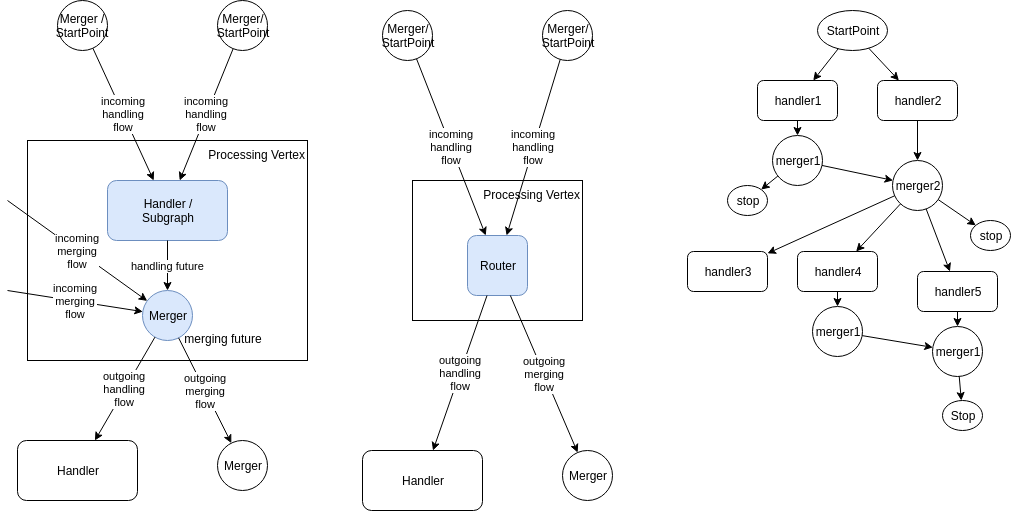 Merger /
StartPoint
Merger/
StartPoint
incoming
handling
flow
incoming
handling
flow
Processing Vertex
Handler /
Subgraph
incoming
merging
flow
handling future
incoming
merging
flow
Merger
merging future
outgoing
handling
flow
outgoing
merging
flow
Handler
Merger
Merger/
StartPoint
Merger/
StartPoint
incoming
handling
flow
incoming
handling
flow
Processing Vertex
Router
outgoing
handling
flow
outgoing
merging
flow
Handler
Merger
StartPoint
handler1
handler2
merger1
merger2
stop
stop
handler3
handler4
handler5
merger1
merger1
Stop